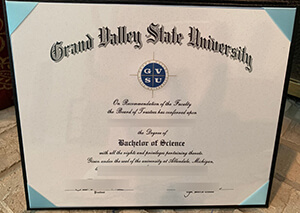 Grand Valley State University
G V
S U
On Recommendation of the Faculty
the Board of Trustees has conferred upon
the Degree of
Bachelor of Science
with all the rights and privileges pertaining thereto.
Given under the seal of the university at Allendale, Michigan,